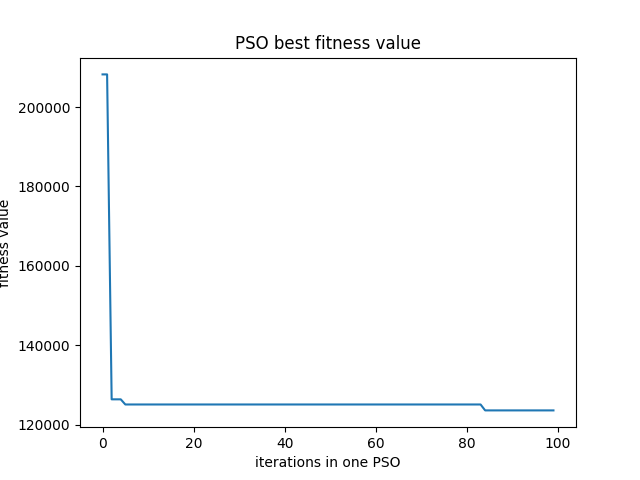 PSO best fitness value
fitness value
200000
180000
160000
140000
120000
0 20 40 60 80 100
iterations in one PSO